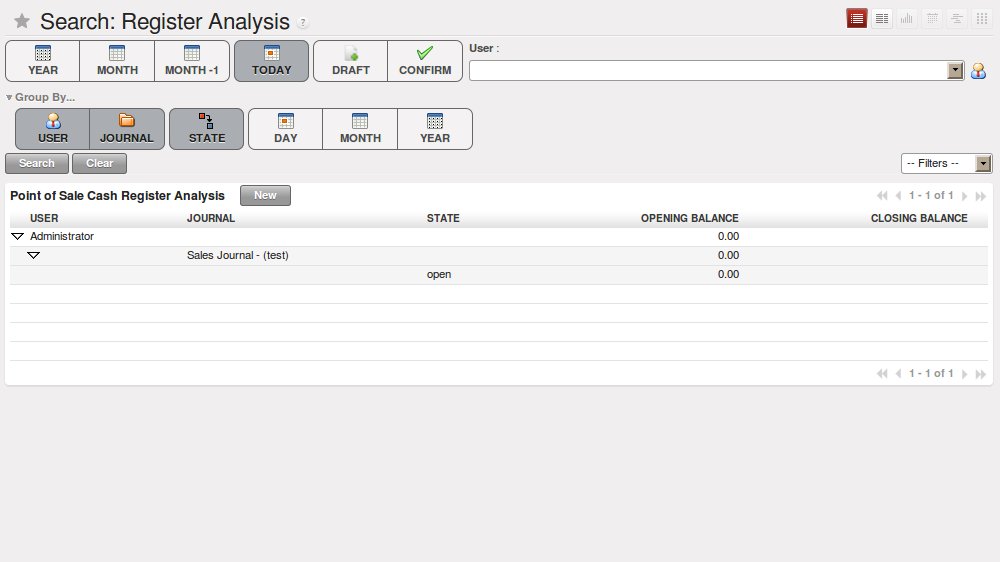 Search: Register Analysis ?
YEAR MONTH MONTH -1 TODAY DRAFT CONFIRM
User :
Group By...
USER JOURNAL STATE DAY MONTH YEAR
Search Clear
-- Filters --
Point of Sale Cash Register Analysis New 1 - 1 of 1
USER JOURNAL STATE OPENING BALANCE CLOSING BALANCE
Administrator 0.00
Sales Journal - (test) 0.00
open 0.00
1 - 1 of 1